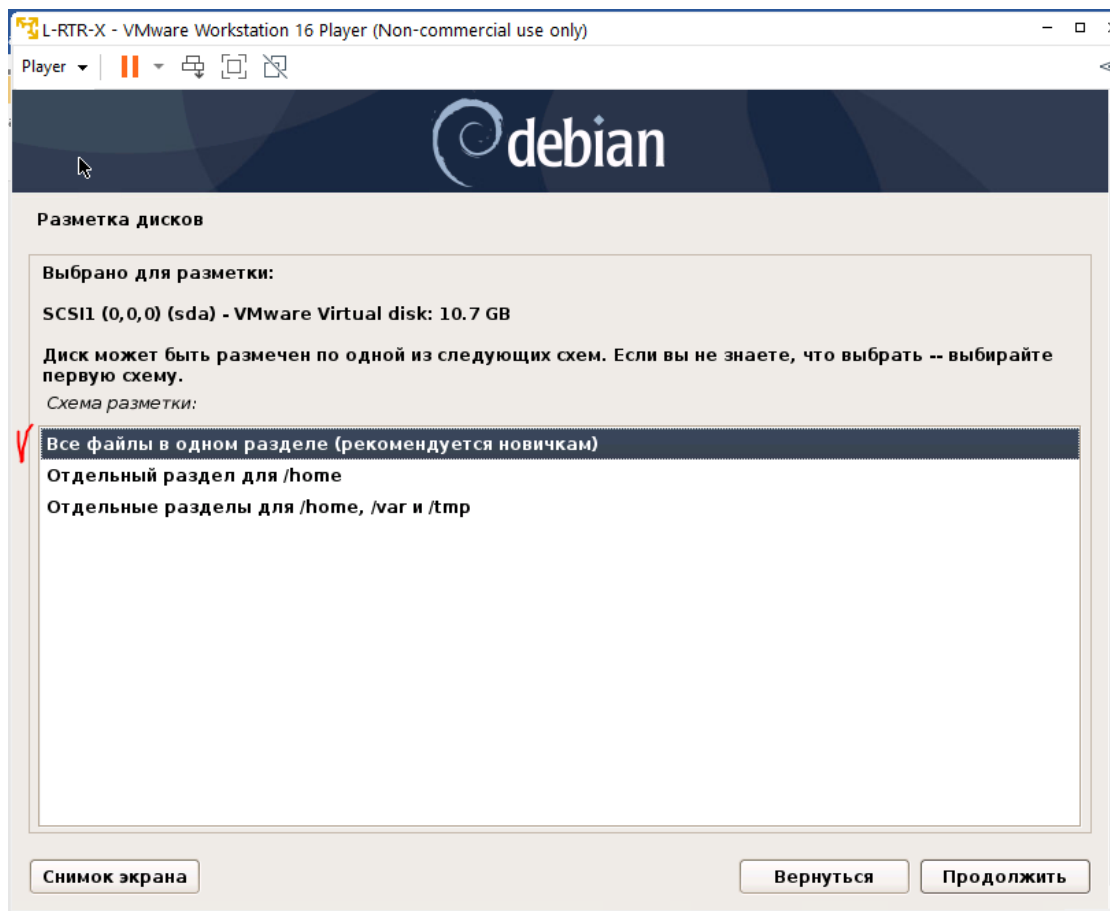 L-RTR-X - VMware Workstation 16 Player (Non-commercial use only)
Player
debian
Разметка дисков
Выбрано для разметки:
SCSI1 (0,0,0) (sda) - VMware Virtual disk: 10.7 GB
Диск может быть размечен по одной из следующих схем. Если вы не знаете, что выбрать -- выбирайте
первую схему.
Схема разметки:
Все файлы в одном разделе (рекомендуется новичкам)
Отдельный раздел для /home
Отдельные разделы для /home, /var и /tmp
Снимок экрана
Вернуться
Продолжить